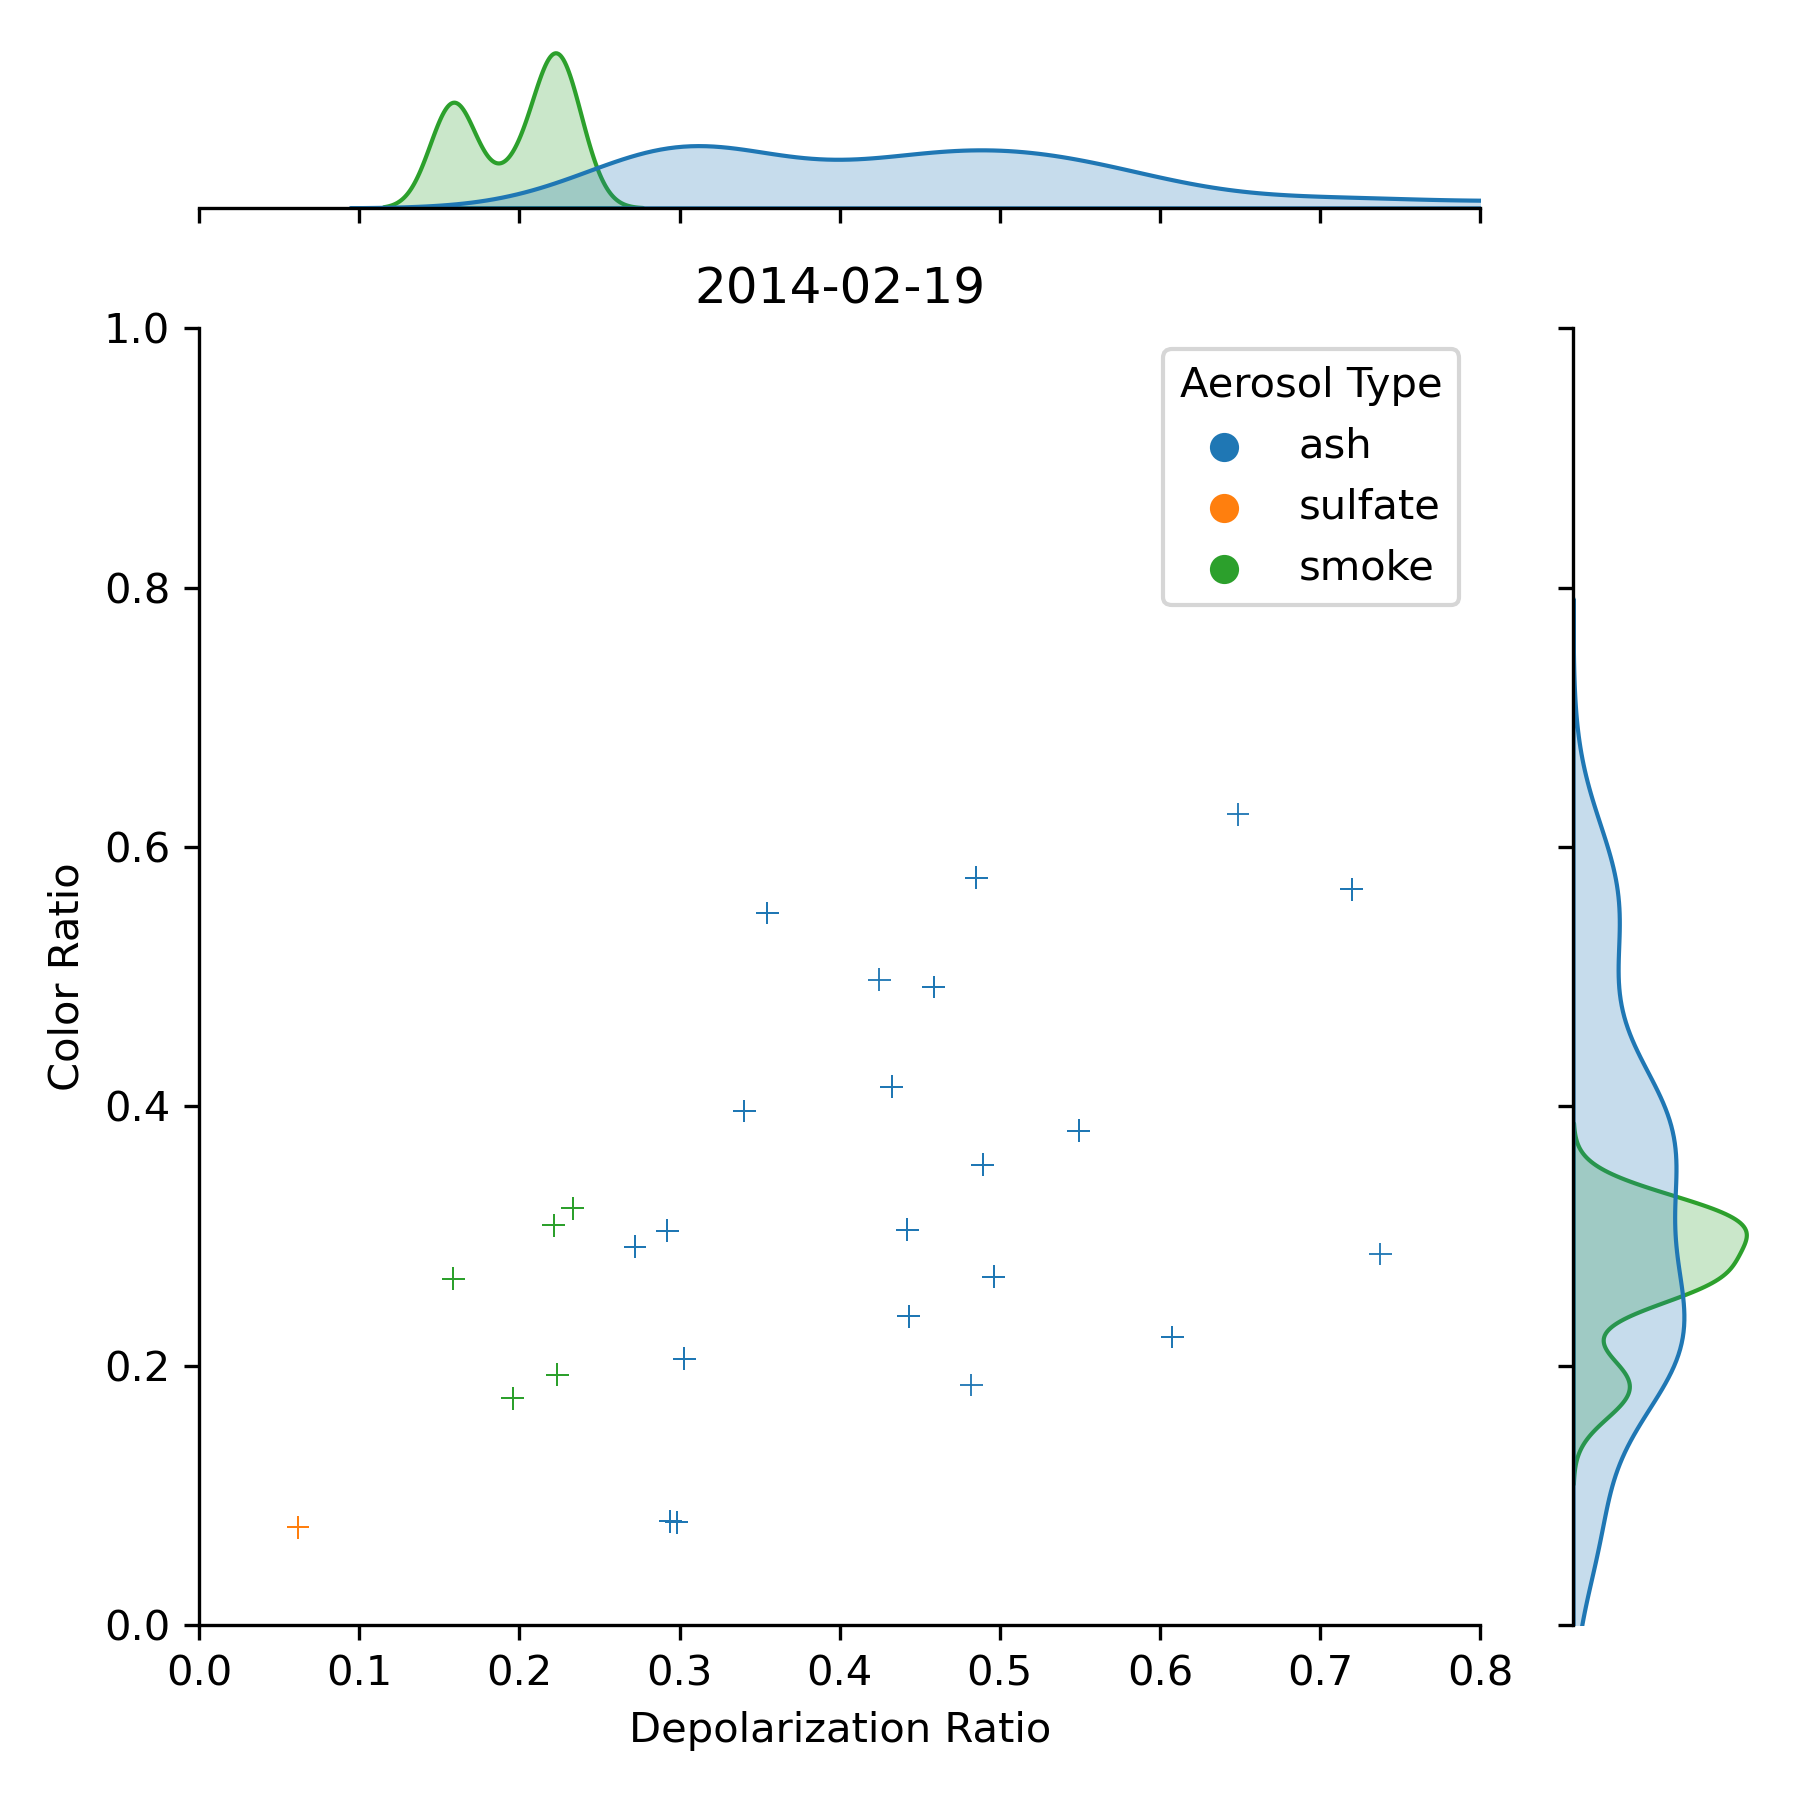 2014-02-19
1.0
Aerosol Type
ash
sulfate
smoke
0.8
0.6
0.4
0.2
0.0
Color Ratio
0.0 0.1 0.2 0.3 0.4 0.5 0.6 0.7 0.8
Depolarization Ratio